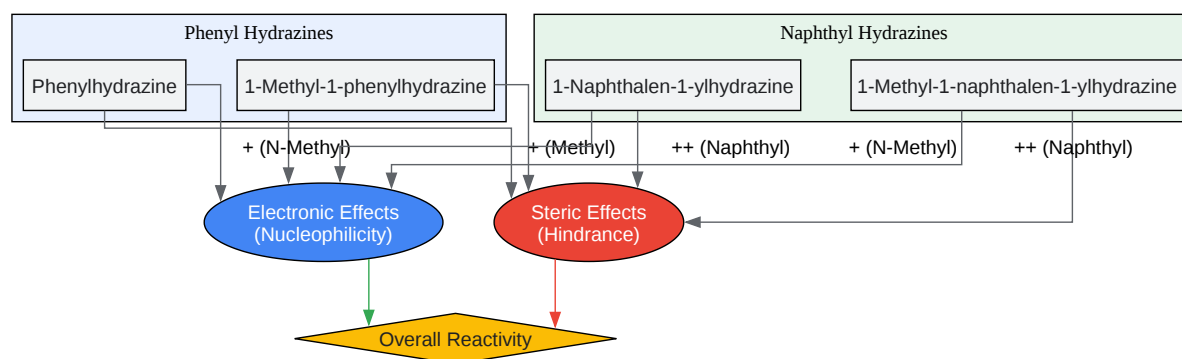 Phenyl Hydrazines
Naphthyl Hydrazines
Phenylhydrazine
1-Methyl-1-phenylhydrazine
1-Naphthalen-1-ylhydrazine
1-Methyl-1-naphthalen-1-ylhydrazine
+ (N-Methyl)
+ (Methyl)
++ (Naphthyl)
+ (N-Methyl)
++ (Naphthyl)
Electronic Effects
(Nucleophilicity)
Steric Effects
(Hindrance)
Overall Reactivity